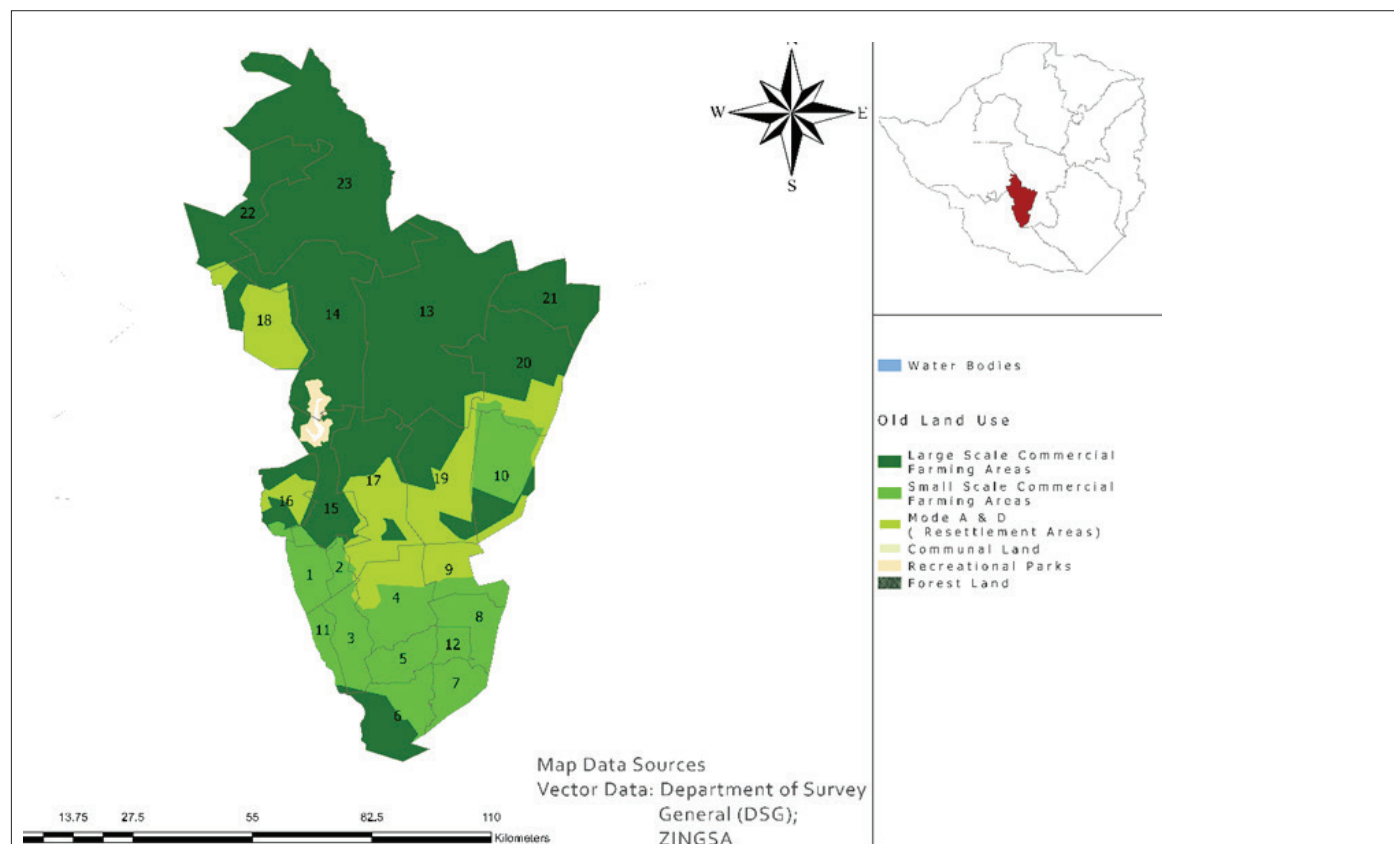 W
E
S
23
22
21
14
13
18
20
17
19
10
16
15
2
1
9
4
8
11
3
12
5
7
6
Water Bodies
Old Land Use
Large Scale Commercial
Farming Areas
Small Scale Commercial
Farming Areas
Mode A & D
( Resettlement Areas)
Communal Land
Recreational Parks
Forest Land
Map Data Sources
Vector Data: Department of Survey
General (DSG);
ZINGSA
13.75 27.5 55 82.5 110
Kilometers